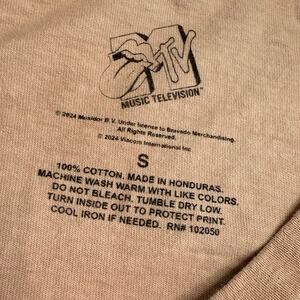 MTV
MUSIC TELEVISION™
© 2024 Musidor B.V. Under license to Bravado Merchandising.
All Rights Reserved.
© 2024 Viacom International Inc
S
100% COTTON. MADE IN HONDURAS.
MACHINE WASH WARM WITH LIKE COLORS.
DO NOT BLEACH. TUMBLE DRY LOW.
TURN INSIDE OUT TO PROTECT PRINT.
COOL IRON IF NEEDED. RN# 102050